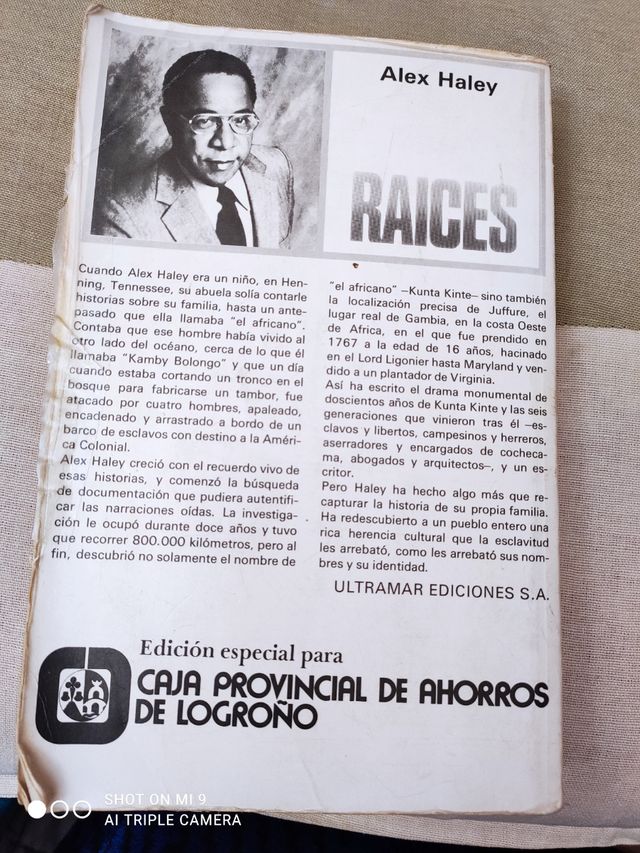 Alex Haley
RAICES
Cuando Alex Haley era un niño, en Hen-
ning, Tennessee, su abuela solía contarle
historias sobre su familia, hasta un ante-
pasado que ella llamaba "el africano".
Contaba que ese hombre había vivido al
otro lado del océano, cerca de lo que él
llamaba "Kamby Bolongo" y que un día
cuando estaba cortando un tronco en el
bosque para fabricarse un tambor, fue
atacado por cuatro hombres, apaleado,
encadenado y arrastrado a bordo de un
barco de esclavos con destino a la Améri-
ca Colonial.
Alex Haley creció con el recuerdo vivo de
esas historias, y comenzó la búsqueda
de documentación que pudiera autentifi-
car las narraciones oídas. La investiga-
ción le ocupó durante doce años y tuvo
que recorrer 800.000 kilómetros, pero al
fin, descubrió no solamente el nombre de
"el africano" —Kunta Kinte— sino también
la localización precisa de Juffure, el
lugar real de Gambia, en la costa Oeste
de Africa, en el que fue prendido en
1767 a la edad de 16 años, hacinado
en el Lord Ligonier hasta Maryland y ven-
dido a un plantador de Virginia.
Así ha escrito el drama monumental de
doscientos años de Kunta Kinte y las seis
generaciones que vinieron tras él —es-
clavos y libertos, campesinos y herreros,
aserradores y encargados de cocheca-
ma, abogados y arquitectos—, y un es-
critor.
Pero Haley ha hecho algo más que re-
capturar la historia de su propia familia.
Ha redescubierto a un pueblo entero una
rica herencia cultural que la esclavitud
les arrebató, como les arrebató sus nom-
bres y su identidad.
ULTRAMAR EDICIONES S.A.
Edición especial para
CAJA PROVINCIAL DE AHORROS
DE LOGROÑO
SHOT ON MI 9
AI TRIPLE CAMERA